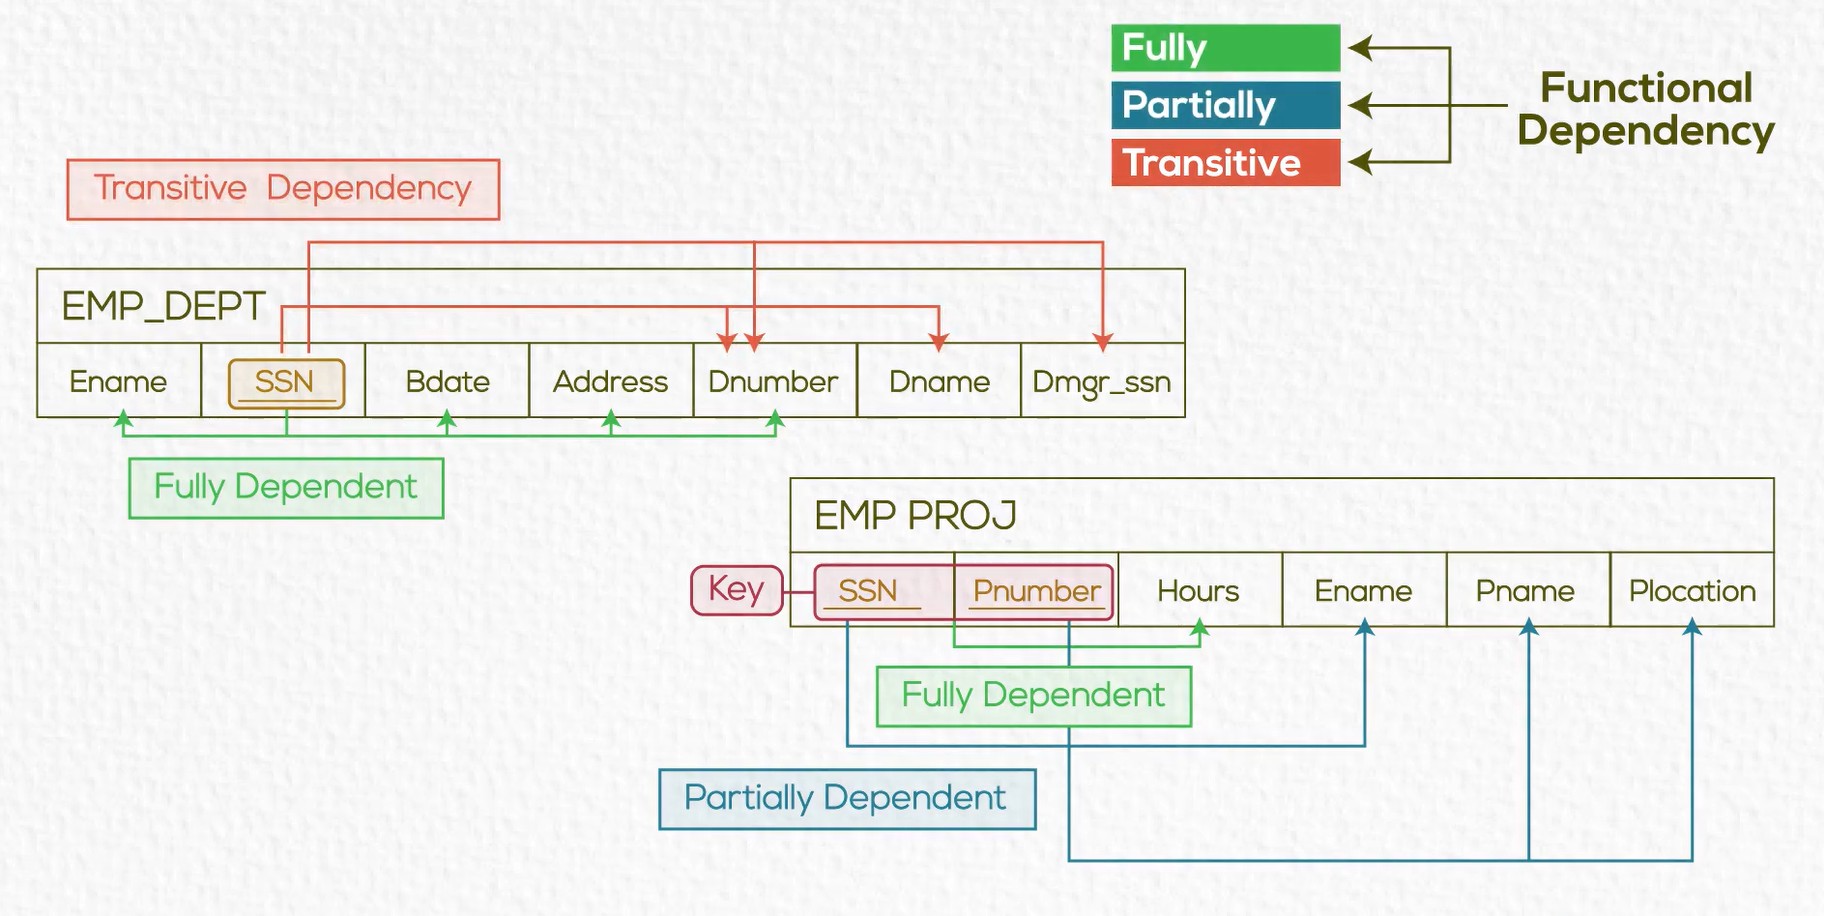 Fully
Partially
Transitive
Functional
Dependency
Transitive Dependency
EMP_DEPT
Ename SSN Bdate Address Dnumber Dname Dmgr_ssn
Fully Dependent
EMP PROJ
Key SSN Pnumber Hours Ename Pname Plocation
Fully Dependent
Partially Dependent